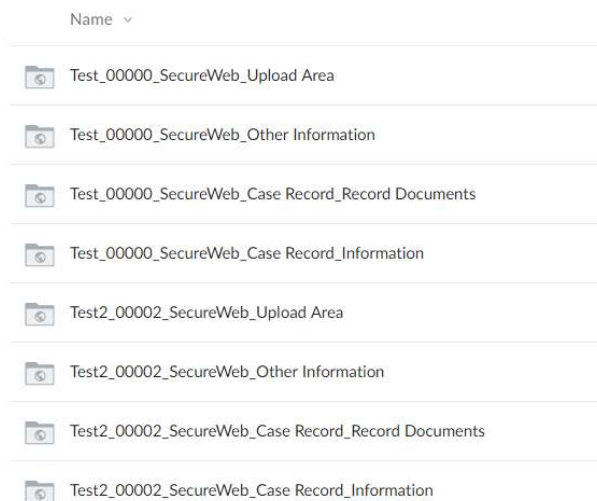 Name
Test_00000_SecureWeb_Upload Area
Test_00000_SecureWeb_Other Information
Test_00000_SecureWeb_Case Record_Record Documents
Test_00000_SecureWeb_Case Record_Information
Test2_00002_SecureWeb_Upload Area
Test2_00002_SecureWeb_Other Information
Test2_00002_SecureWeb_Case Record_Record Documents
Test2_00002_SecureWeb_Case Record_Information